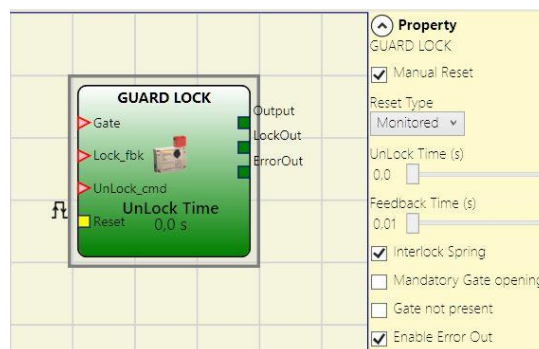 GUARD LOCK
Gate
Lock_fbk
UnLock_cmd
Reset
UnLock Time
0,0 s
Output
LockOut
ErrorOut
Property
GUARD LOCK
Manual Reset
Reset Type
Monitored
UnLock Time (s)
0,0
Feedback Time (s)
0,01
Interlock Spring
Mandatory Gate opening
Gate not present
Enable Error Out